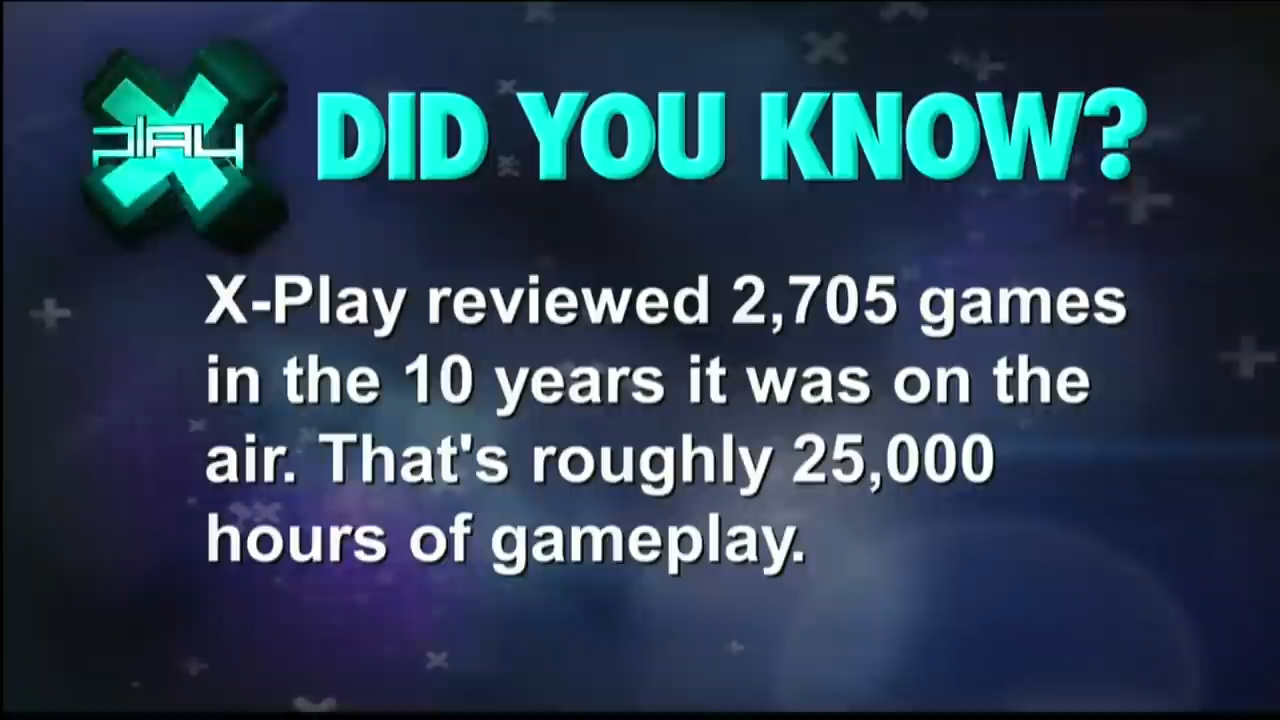 play
DID YOU KNOW?
X-Play reviewed 2,705 games
in the 10 years it was on the
air. That's roughly 25,000
hours of gameplay.